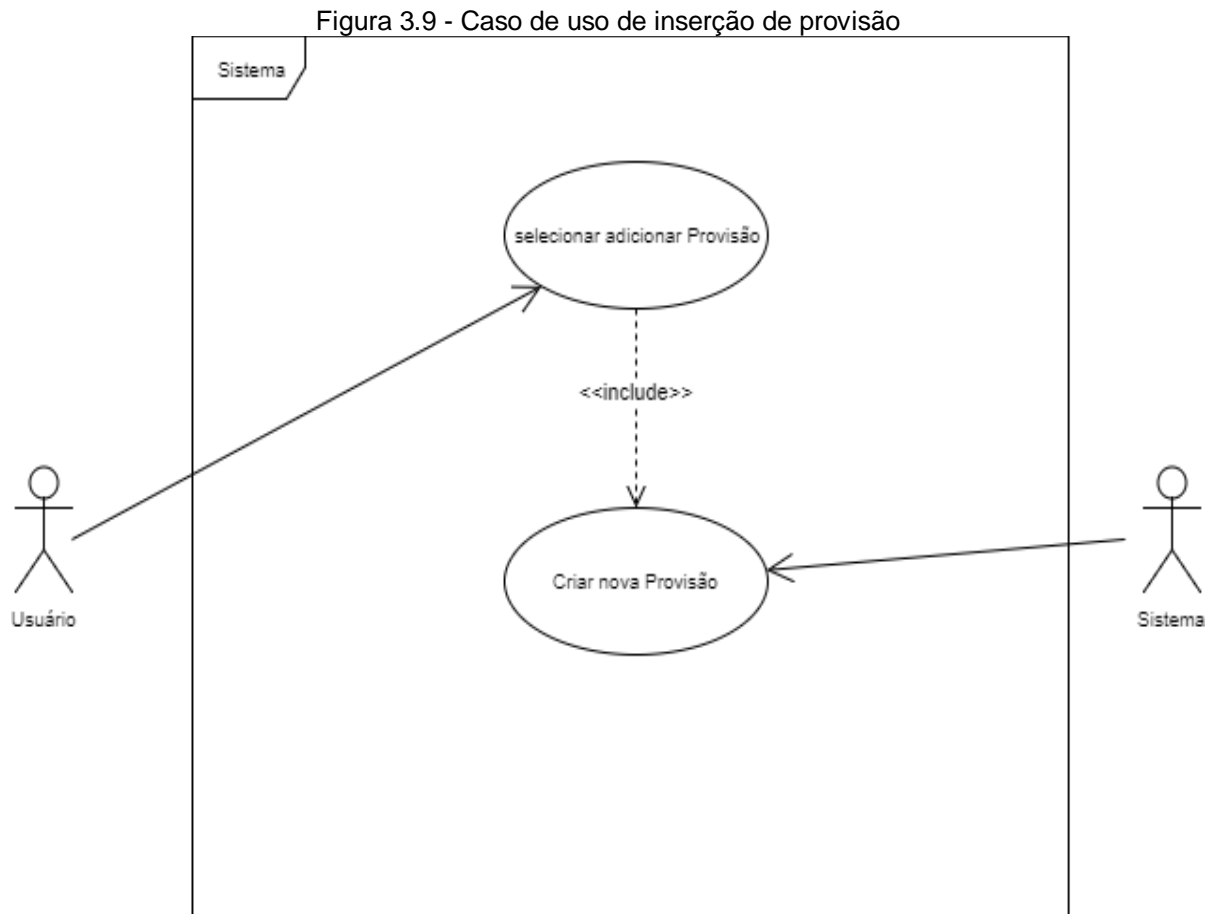 Figura 3.9 - Caso de uso de inserção de provisão
Sistema
selecionar adicionar Provisão
<<include>>
Criar nova Provisão
Usuário
Sistema